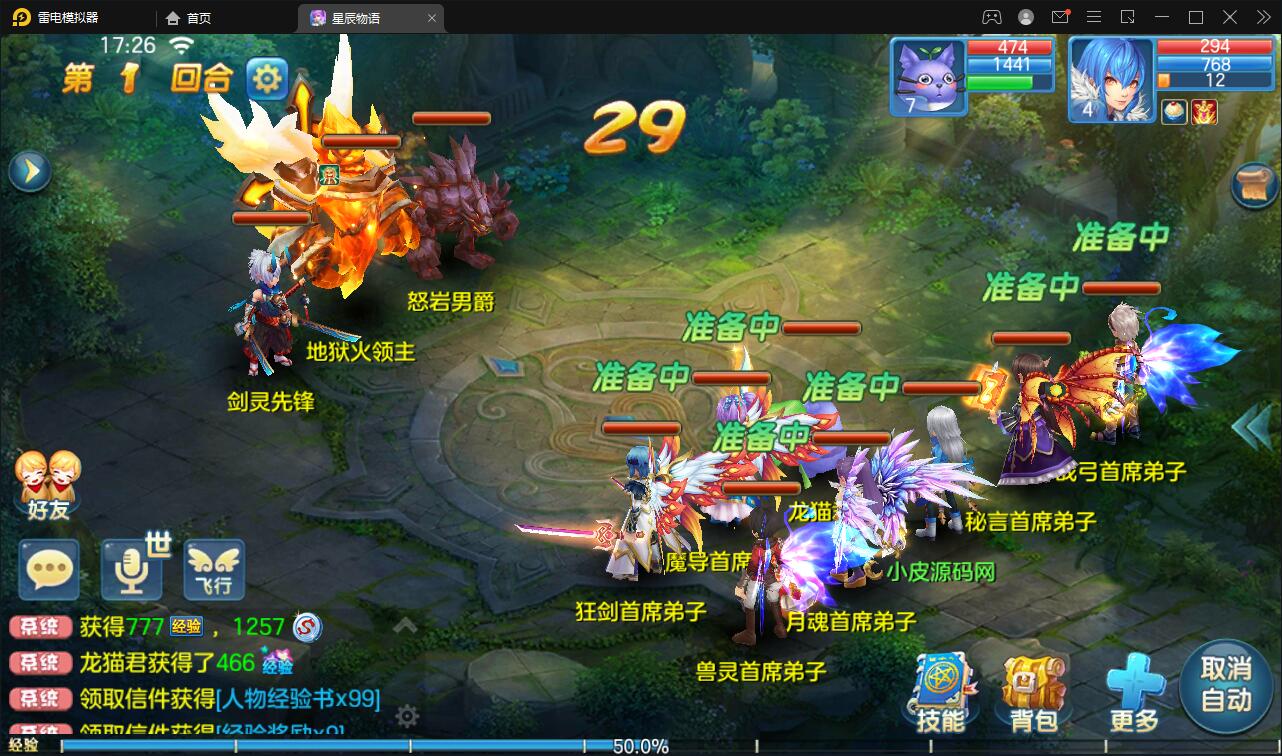 雷电模拟器
首页
星辰物语
17:26
第1回合
29
7
474
1441
4
294
768
12
准备中
准备中
准备中
准备中
准备中
准备中
怒岩男爵
地狱火领主
剑灵先锋
弓首席弟子
龙猫
秘言首席弟子
魔导首席
小皮源码网
狂剑首席弟子
月魂首席弟子
兽灵首席弟子
好友
世
飞行
系统 获得777 经验 ，1257 S
系统 龙猫君获得了466 经验
系统 领取信件获得[人物经验书x99]
系统 领取信件获得[经验奖励x9]
技能
背包
更多
取消
自动
经验
50.0%